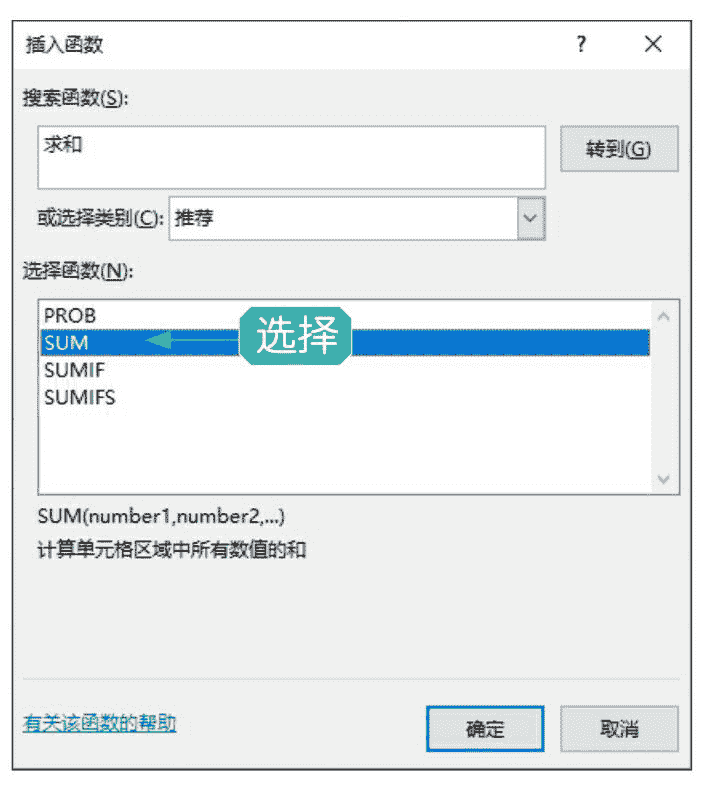 插入函数 ?
搜索函数(S):
求和
转到(G)
或选择类别(C): 推荐
选择函数(N):
PROB
SUM
选择
SUMIF
SUMIFS
SUM(number1,number2,...)
计算单元格区域中所有数值的和
有关该函数的帮助
确定
取消